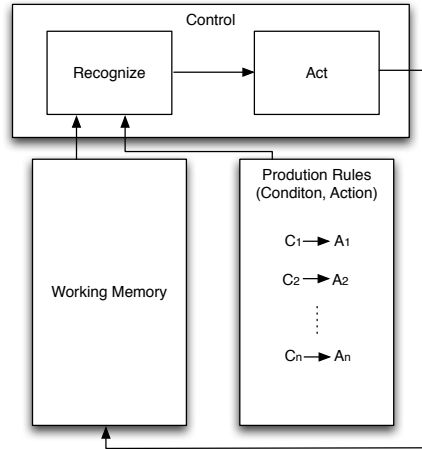 Control
Recognize
Act
Prodution Rules
(Conditon, Action)
C1 A1
C2 A2
Working Memory
Cn An